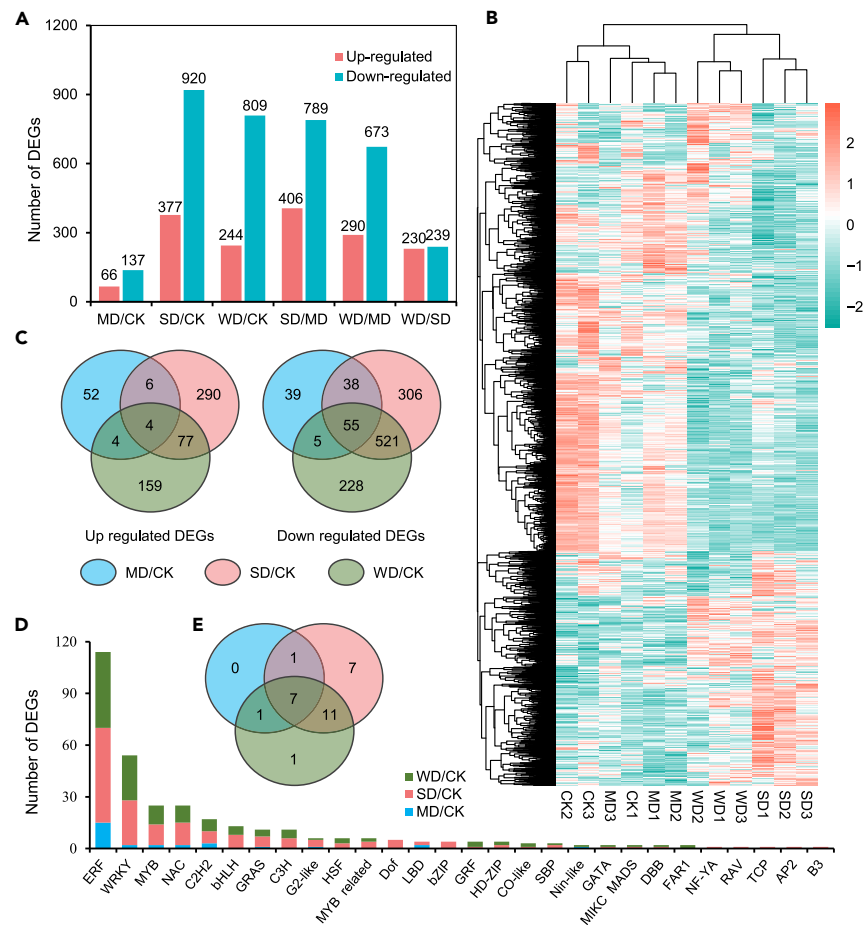 A
1200
900
600
300
0
Number of DEGs
Up-regulated
Down-regulated
66
137
377
920
244
809
406
789
290
673
230
239
MD/CK
SD/CK
WD/CK
SD/MD
WD/MD
WD/SD
B
2
1
0
−1
−2
CK2
CK3
MD3
CK1
MD1
MD2
WD2
WD1
WD3
SD1
SD2
SD3
C
52
6
290
4
4
77
159
Up regulated DEGs
39
38
306
5
55
521
228
Down regulated DEGs
MD/CK
SD/CK
WD/CK
D
120
90
60
30
0
Number of DEGs
E
0
1
7
1
7
11
1
WD/CK
SD/CK
MD/CK
ERF
WRKY
MYB
NAC
C2H2
bHLH
GRAS
C3H
G2-like
HSF
MYB related
Dof
LBD
bZIP
GRF
HD-ZIP
CO-like
SBP
Nin-like
GATA
MIKC MADS
DBB
FAR1
NF-YA
RAV
TCP
AP2
B3